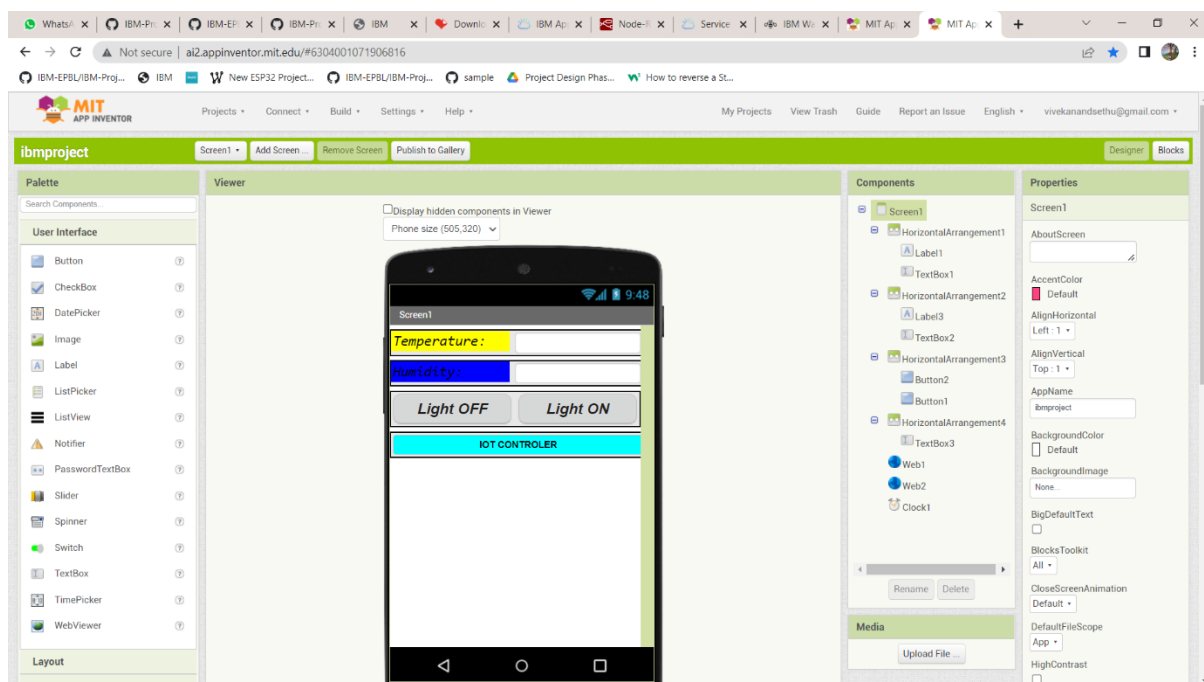 WhatsA
IBM-Pro
IBM-EPI
IBM-Pro
IBM
Downlo
IBM Ap
Node-R
Service
IBM Wa
MIT Ap
MIT Ap
Not secure | ai2.appinventor.mit.edu/#6304001071906816
IBM-EPBL/IBM-Proj...
IBM
New ESP32 Project...
IBM-EPBL/IBM-Proj...
sample
Project Design Phas...
How to reverse a St...
MIT
APP INVENTOR
Projects
Connect
Build
Settings
Help
My Projects
View Trash
Guide
Report an Issue
English
vivekanandsethu@gmail.com
ibmproject
Screen1
Add Screen ...
Remove Screen
Publish to Gallery
Designer
Blocks
Palette
Search Components...
User Interface
Button
CheckBox
DatePicker
Image
Label
ListPicker
ListView
Notifier
PasswordTextBox
Slider
Spinner
Switch
TextBox
TimePicker
WebViewer
Layout
Viewer
Display hidden components in Viewer
Phone size (505,320)
9:48
Screen1
Temperature:
Humidity:
Light OFF
Light ON
IOT CONTROLER
Components
Screen1
HorizontalArrangement1
Label1
TextBox1
HorizontalArrangement2
Label3
TextBox2
HorizontalArrangement3
Button2
Button1
HorizontalArrangement4
TextBox3
Web1
Web2
Clock1
Rename
Delete
Media
Upload File ...
Properties
Screen1
AboutScreen
AccentColor
Default
AlignHorizontal
Left : 1
AlignVertical
Top : 1
AppName
ibmproject
BackgroundColor
Default
BackgroundImage
None...
BigDefaultText
BlocksToolkit
All
CloseScreenAnimation
Default
DefaultFileScope
App
HighContrast